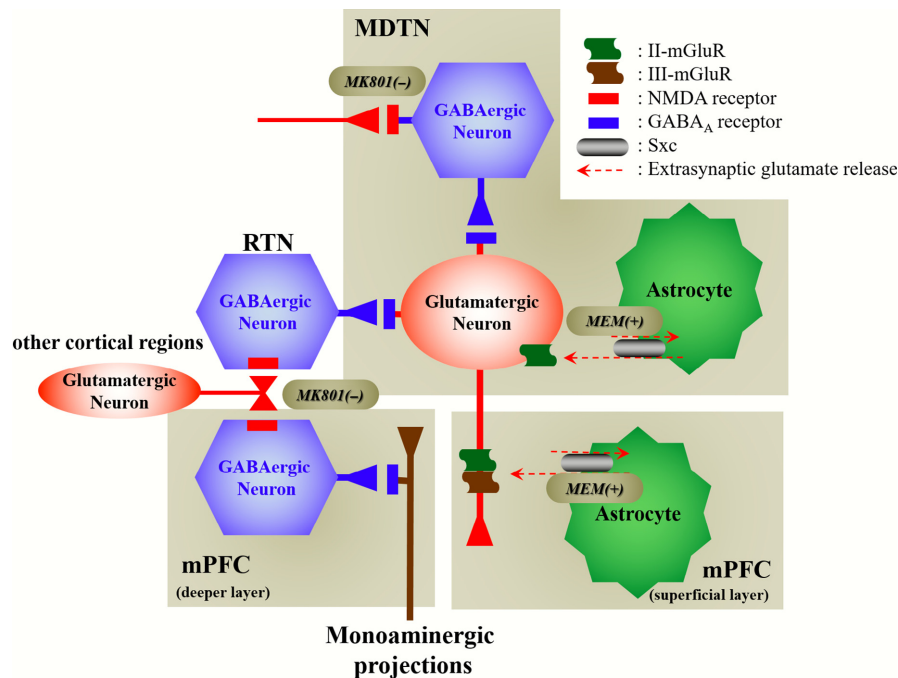 MDTN
MK801(–)
GABAergic
Neuron
: II-mGluR
: III-mGluR
: NMDA receptor
: GABAA receptor
: Sxc
: Extrasynaptic glutamate release
RTN
GABAergic
Neuron
Glutamatergic
Neuron
Astrocyte
MEM(+)
other cortical regions
Glutamatergic
Neuron
MK801(–)
GABAergic
Neuron
MEM(+)
Astrocyte
mPFC
(deeper layer)
mPFC
(superficial layer)
Monoaminergic
projections